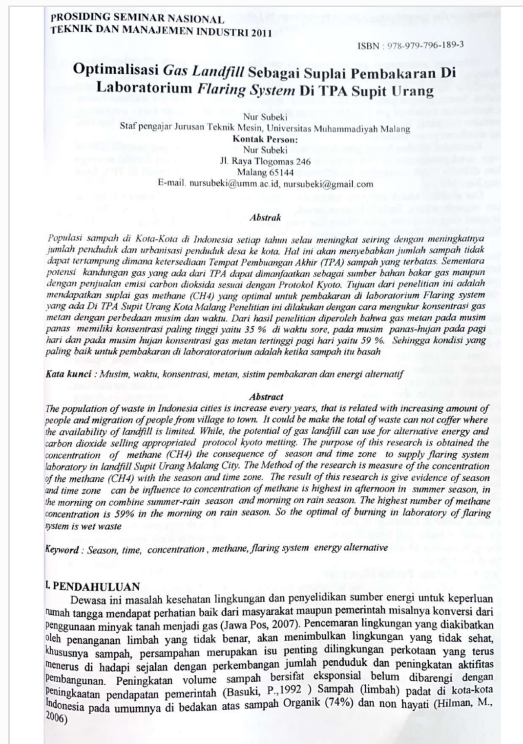 PROSIDING SEMINAR NASIONAL
TEKNIK DAN MANAJEMEN INDUSTRI 2011
ISBN : 978-979-796-189-3
Optimalisasi Gas Landfill Sebagai Suplai Pembakaran Di
Laboratorium Flaring System Di TPA Supit Urang
Nur Subeki
Staf pengajar Jurusan Teknik Mesin, Universitas Muhammadiyah Malang
Kontak Person:
Nur Subeki
Jl. Raya Tlogomas 246
Malang 65144
E-mail. nursubeki@umm.ac.id, nursubeki@gmail.com
Abstrak
Populasi sampah di Kota-Kota di Indonesia setiap tahun selau meningkat seiring dengan meningkatnya
jumlah penduduk dan urbanisasi penduduk desa ke kota. Hal ini akan menyebabkan jumlah sampah tidak
dapat tertampung dimana ketersediaan Tempat Pembuangan Akhir (TPA) sampah yang terbatas. Sementara
potensi kandungan gas yang ada dari TPA dapat dimanfaatkan sebagai sumber bahan bakar gas maupun
dengan penjualan emisi carbon dioksida sesuai dengan Protokol Kyoto. Tujuan dari penelitian ini adalah
mendapatkan suplai gas methane (CH4) yang optimal untuk pembakaran di laboratorium Flaring system
yang ada Di TPA Supit Urang Kota Malang Penelitian ini dilakukan dengan cara mengukur konsentrasi gas
metan dengan perbedaan musim dan waktu. Dari hasil penelitian diperoleh bahwa gas metan pada musim
panas memiliki konsentrasi paling tinggi yaitu 35 % di waktu sore, pada musim panas-hujan pada pagi
hari dan pada musim hujan konsentrasi gas metan tertinggi pagi hari yaitu 59 %. Sehingga kondisi yang
paling baik untuk pembakaran di laboratoratorium adalah ketika sampah itu basah
Kata kunci : Musim, waktu, konsentrasi, metan, sistim pembakaran dan energi alternatif
Abstract
The population of waste in Indonesia cities is increase every years, that is related with increasing amount of
people and migration of people from village to town. It could be make the total of waste can not coffer where
the availability of landfill is limited. While, the potential of gas landfill can use for alternative energy and
carbon dioxide selling appropriated protocol kyoto metting. The purpose of this research is obtained the
concentration of methane (CH4) the consequence of season and time zone to supply flaring system
laboratory in landfill Supit Urang Malang City. The Method of the research is measure of the concentration
of the methane (CH4) with the season and time zone. The result of this research is give evidence of season
and time zone can be influence to concentration of methane is highest in afternoon in summer season, in
the morning on combine summer-rain season and morning on rain season. The highest number of methane
concentration is 59% in the morning on rain season. So the optimal of burning in laboratory of flaring
system is wet waste
Keyword : Season, time, concentration , methane, flaring system energy alternative
I. PENDAHULUAN
Dewasa ini masalah kesehatan lingkungan dan penyelidikan sumber energi untuk keperluan
rumah tangga mendapat perhatian baik dari masyarakat maupun pemerintah misalnya konversi dari
penggunaan minyak tanah menjadi gas (Jawa Pos, 2007). Pencemaran lingkungan yang diakibatkan
oleh penanganan limbah yang tidak benar, akan menimbulkan lingkungan yang tidak sehat,
khususnya sampah, persampahan merupakan isu penting dilingkungan perkotaan yang terus
menerus di hadapi sejalan dengan perkembangan jumlah penduduk dan peningkatan aktifitas
pembangunan. Peningkatan volume sampah bersifat eksponsial belum dibarengi dengan
peningkaatan pendapatan pemerintah (Basuki, P.,1992 ) Sampah (limbah) padat di kota-kota
Indonesia pada umumnya di bedakan atas sampah Organik (74%) dan non hayati (Hilman, M.,
2006)